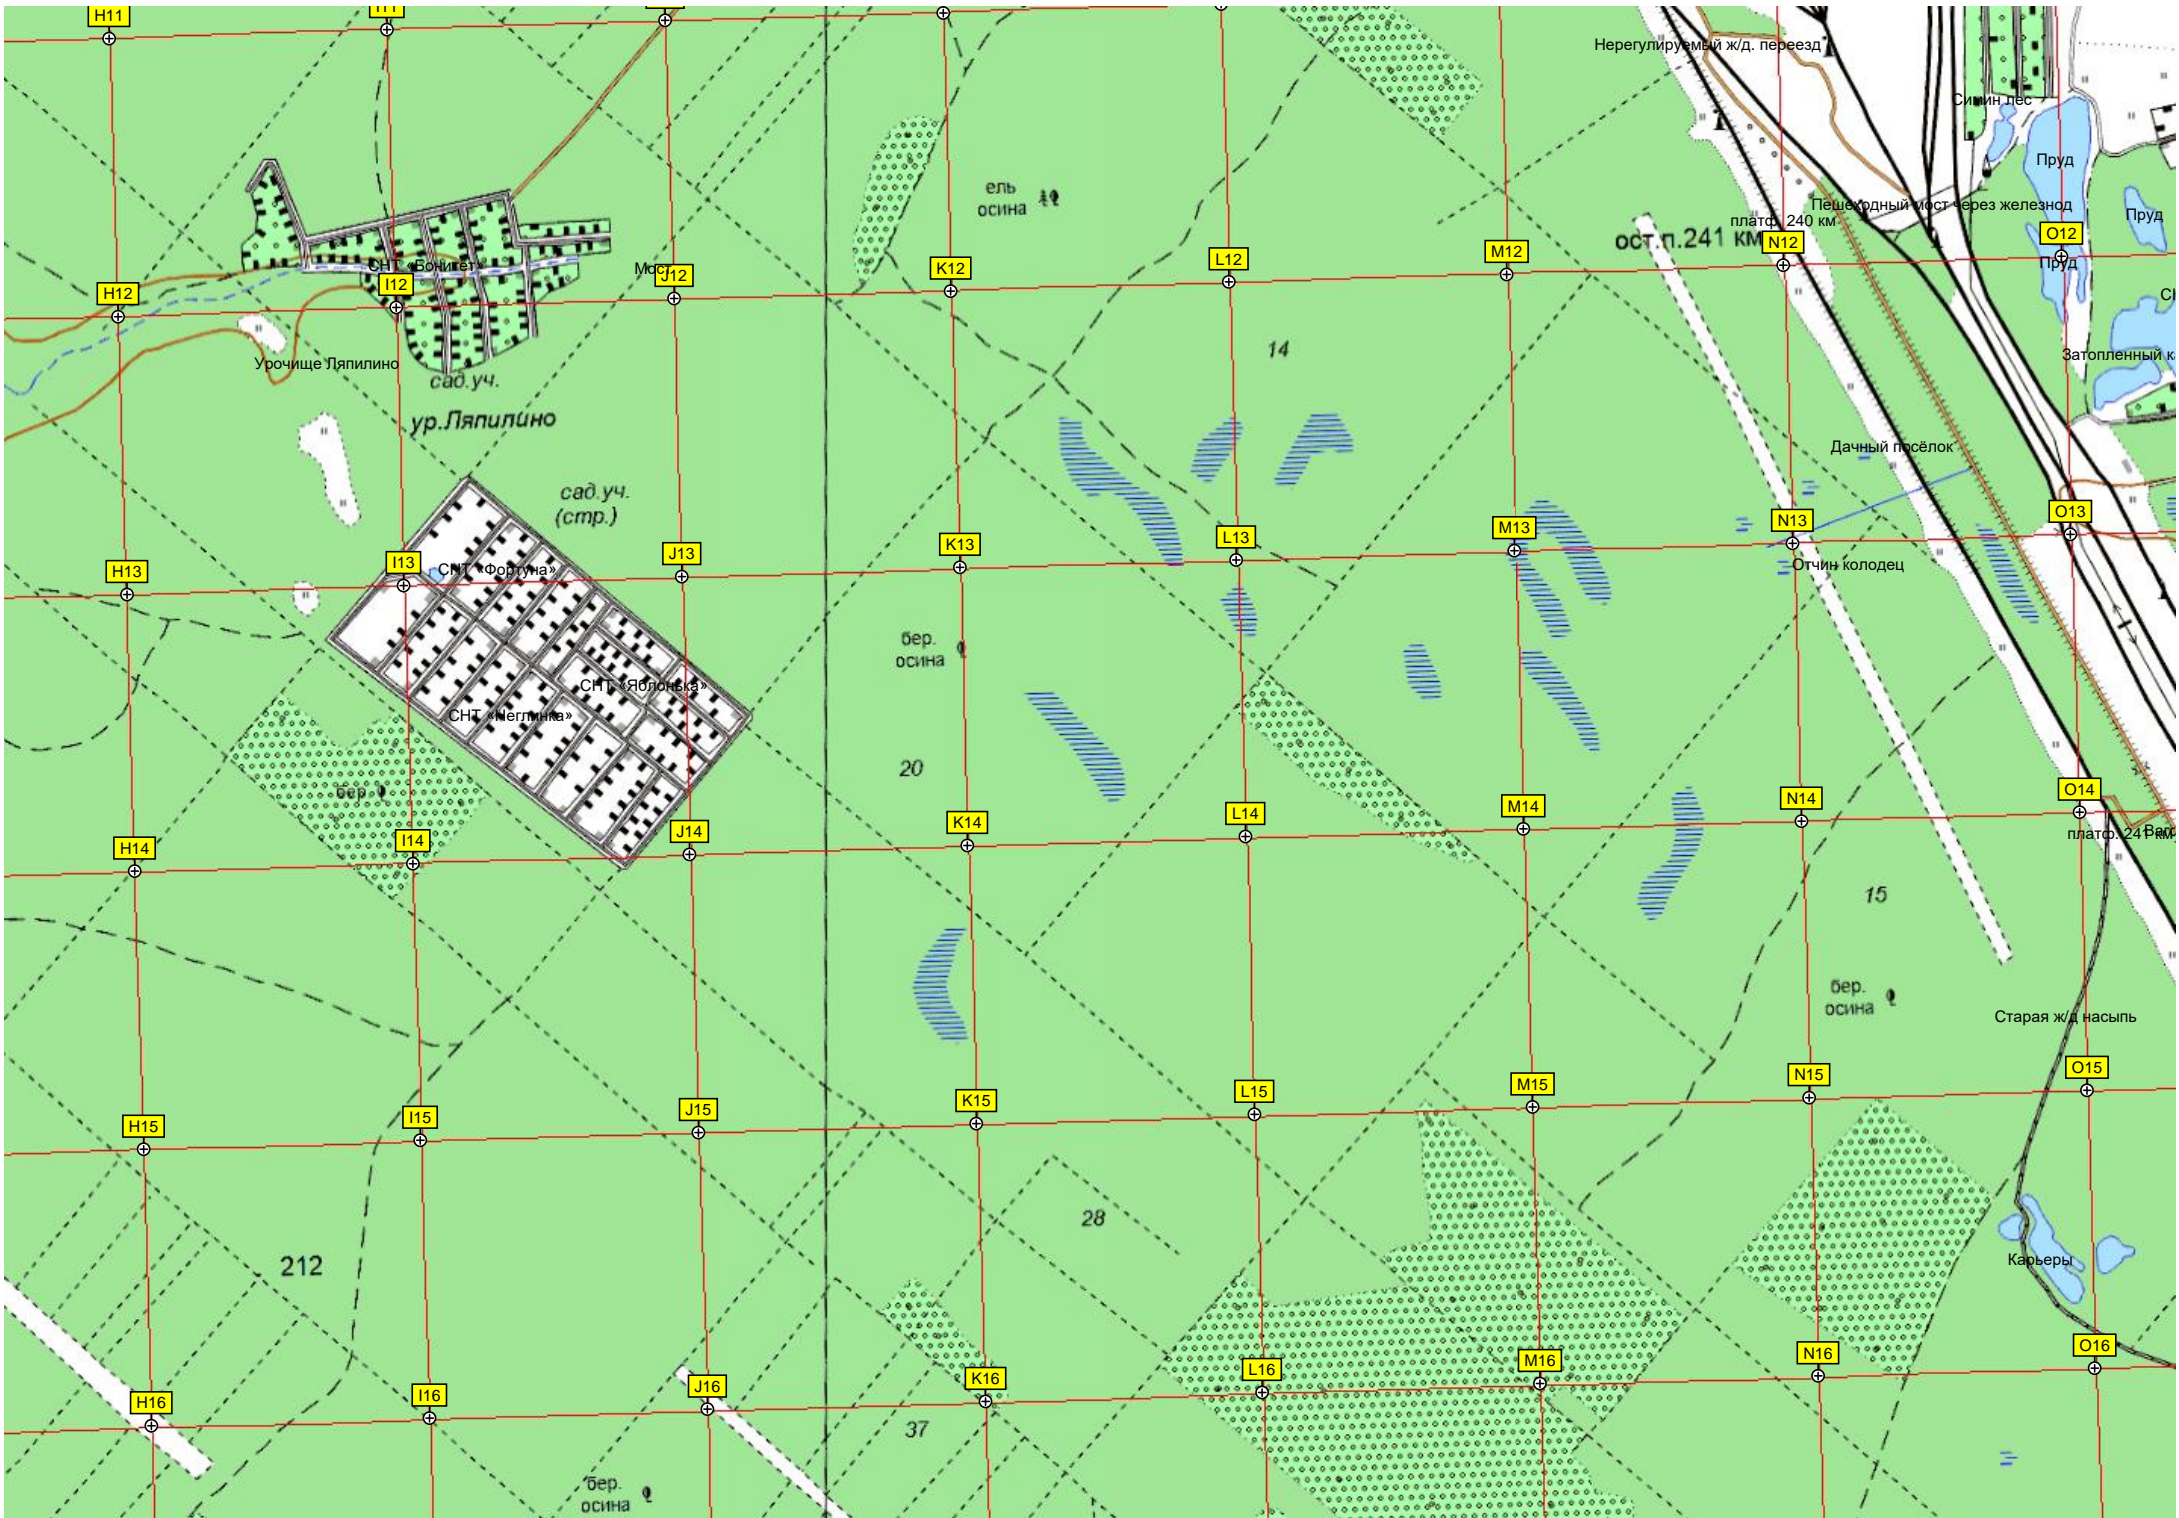 H11
Нерегулируемый ж/д. переезд
Симин лес
Пруд
ель
осина
Пешеходный мост через железнод
Пруд
платф. 240 км
ост.п.241 км
N12
O12
M12
L12
K12
Мост
J12
СНТ «Бонитет»
I12
H12
Пруд
14
Затопленный к
Урочище Ляпилино
сад.уч.
ур.Ляпилино
Дачный посёлок
сад.уч.
(стр.)
O13
N13
M13
L13
K13
J13
I13
H13
СНТ «Фортуна»
Отчин колодец
бер.
осина
СНТ «Яблонька»
СНТ «Неглинка»
20
бер.
O14
N14
M14
L14
K14
J14
I14
H14
платф. 241 км
15
бер.
осина
Старая ж/д насыпь
O15
N15
M15
L15
K15
J15
I15
H15
28
212
Карьеры
O16
N16
M16
L16
K16
J16
I16
H16
37
бер.
осина